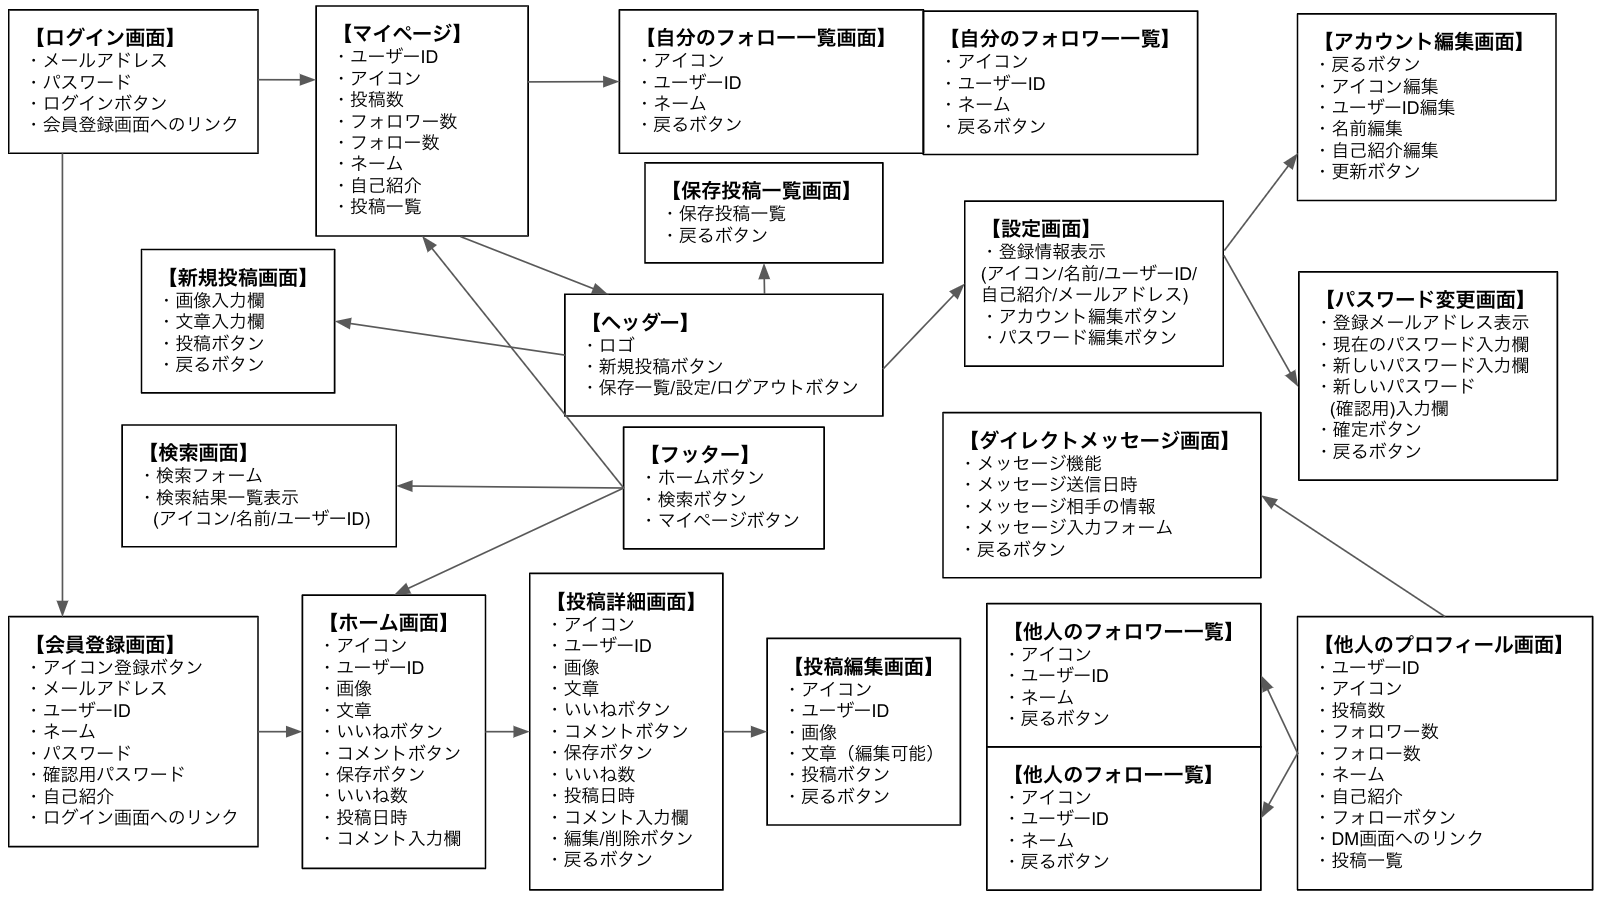 【ログイン画面】
・メールアドレス
・パスワード
・ログインボタン
・会員登録画面へのリンク
【マイページ】
・ユーザーID
・アイコン
・投稿数
・フォロワー数
・フォロー数
・ネーム
・自己紹介
・投稿一覧
【自分のフォロー一覧画面】
・アイコン
・ユーザーID
・ネーム
・戻るボタン
【自分のフォロワー一覧】
・アイコン
・ユーザーID
・ネーム
・戻るボタン
【アカウント編集画面】
・戻るボタン
・アイコン編集
・ユーザーID編集
・名前編集
・自己紹介編集
・更新ボタン
【保存投稿一覧画面】
・保存投稿一覧
・戻るボタン
【設定画面】
・登録情報表示
(アイコン/名前/ユーザーID/
自己紹介/メールアドレス)
・アカウント編集ボタン
・パスワード編集ボタン
【新規投稿画面】
・画像入力欄
・文章入力欄
・投稿ボタン
・戻るボタン
【ヘッダー】
・ロゴ
・新規投稿ボタン
・保存一覧/設定/ログアウトボタン
【パスワード変更画面】
・登録メールアドレス表示
・現在のパスワード入力欄
・新しいパスワード入力欄
・新しいパスワード
(確認用)入力欄
・確定ボタン
・戻るボタン
【検索画面】
・検索フォーム
・検索結果一覧表示
(アイコン/名前/ユーザーID)
【フッター】
・ホームボタン
・検索ボタン
・マイページボタン
【ダイレクトメッセージ画面】
・メッセージ機能
・メッセージ送信日時
・メッセージ相手の情報
・メッセージ入力フォーム
・戻るボタン
【会員登録画面】
・アイコン登録ボタン
・メールアドレス
・ユーザーID
・ネーム
・パスワード
・確認用パスワード
・自己紹介
・ログイン画面へのリンク
【ホーム画面】
・アイコン
・ユーザーID
・画像
・文章
・いいねボタン
・コメントボタン
・保存ボタン
・いいね数
・投稿日時
・コメント入力欄
【投稿詳細画面】
・アイコン
・ユーザーID
・画像
・文章
・いいねボタン
・コメントボタン
・保存ボタン
・いいね数
・投稿日時
・コメント入力欄
・編集/削除ボタン
・戻るボタン
【投稿編集画面】
・アイコン
・ユーザーID
・画像
・文章（編集可能）
・投稿ボタン
・戻るボタン
【他人のフォロワー一覧】
・アイコン
・ユーザーID
・ネーム
・戻るボタン
【他人のフォロー一覧】
・アイコン
・ユーザーID
・ネーム
・戻るボタン
【他人のプロフィール画面】
・ユーザーID
・アイコン
・投稿数
・フォロワー数
・フォロー数
・ネーム
・自己紹介
・フォローボタン
・DM画面へのリンク
・投稿一覧